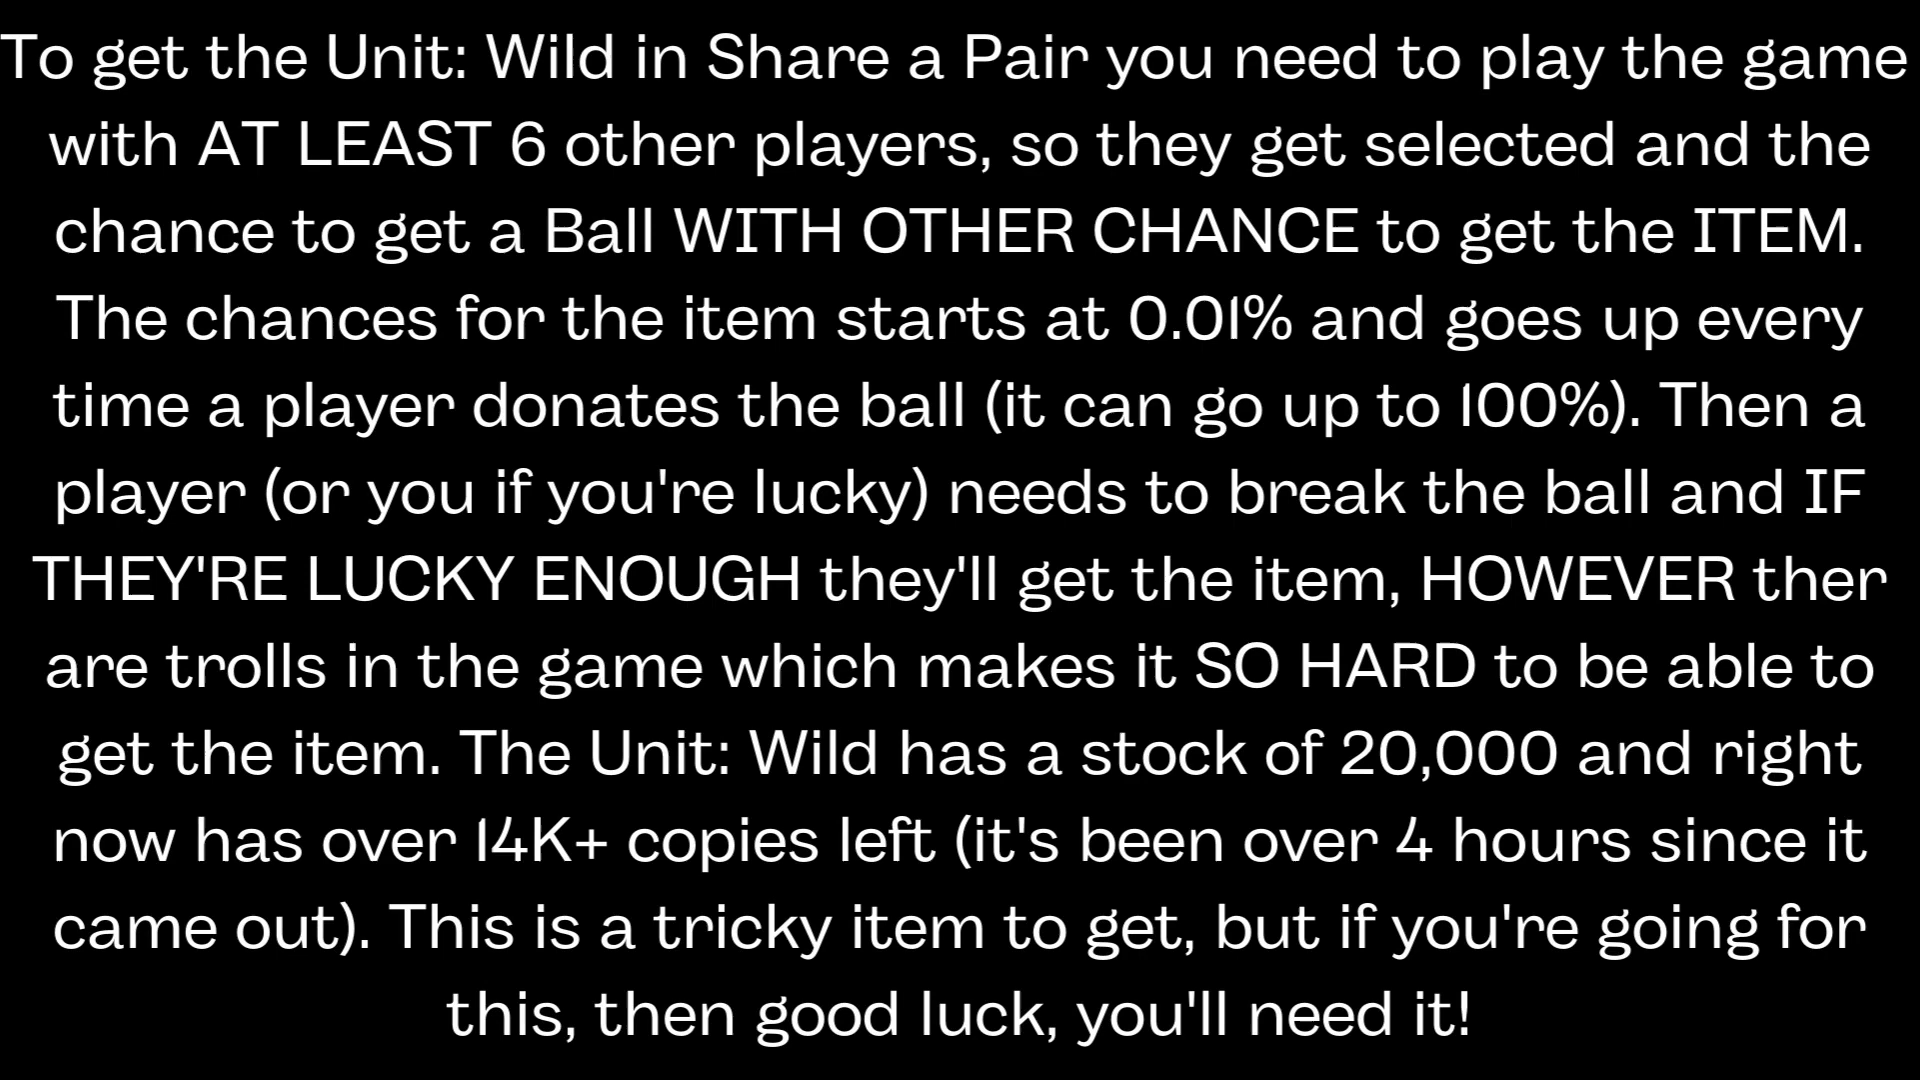 To get the Unit: Wild in Share a Pair you need to play the game
with AT LEAST 6 other players, so they get selected and the
chance to get a Ball WITH OTHER CHANCE to get the ITEM.
The chances for the item starts at 0.01% and goes up every
time a player donates the ball (it can go up to 100%). Then a
player (or you if you're lucky) needs to break the ball and IF
THEY'RE LUCKY ENOUGH they'll get the item, HOWEVER ther
are trolls in the game which makes it SO HARD to be able to
get the item. The Unit: Wild has a stock of 20,000 and right
now has over 14K+ copies left (it's been over 4 hours since it
came out). This is a tricky item to get, but if you're going for
this, then good luck, you'll need it!